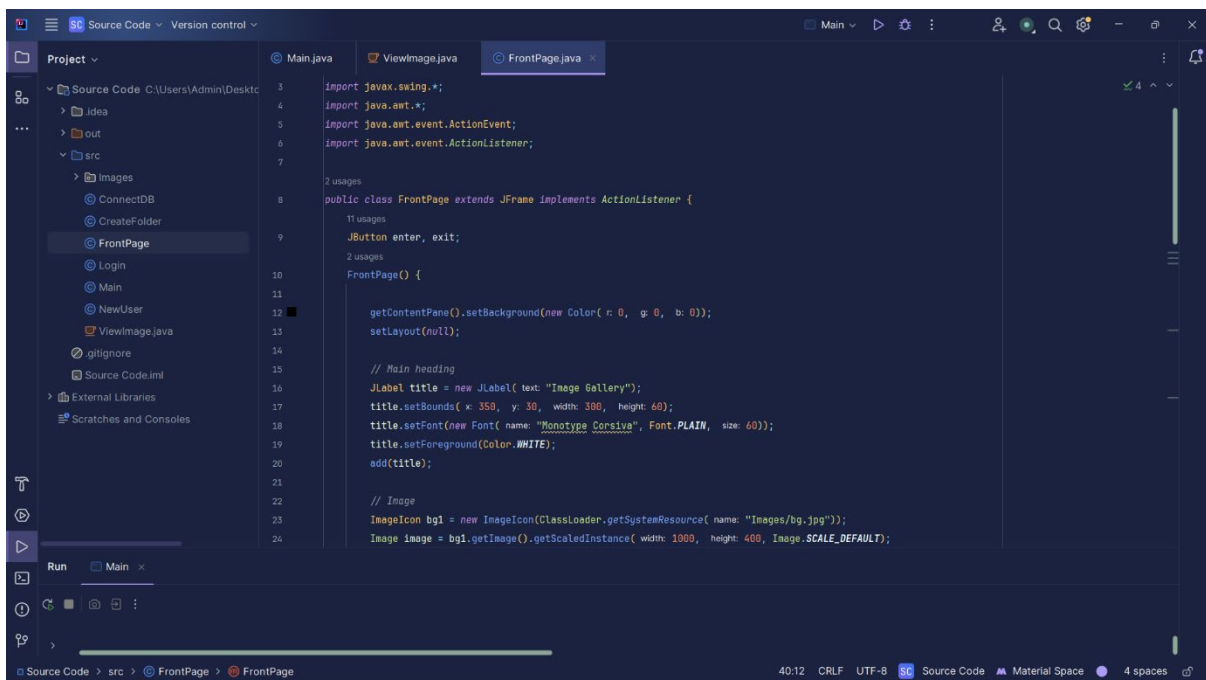 SC Source Code Version control Main
Project
Main.java ViewImage.java FrontPage.java
Source Code C:\Users\Admin\Deskto
.idea
out
src
Images
ConnectDB
CreateFolder
FrontPage
Login
Main
NewUser
ViewImage.java
.gitignore
Source Code.iml
External Libraries
Scratches and Consoles
4
3 import javax.swing.*;
4 import java.awt.*;
5 import java.awt.event.ActionEvent;
6 import java.awt.event.ActionListener;
7
2 usages
8 public class FrontPage extends JFrame implements ActionListener {
11 usages
9 JButton enter, exit;
2 usages
10 FrontPage() {
11
12 getContentPane().setBackground(new Color( r: 0, g: 0, b: 0));
13 setLayout(null);
14
15 // Main heading
16 JLabel title = new JLabel( text: "Image Gallery");
17 title.setBounds( x: 350, y: 30, width: 300, height: 60);
18 title.setFont(new Font( name: "Monotype Corsiva", Font.PLAIN, size: 60));
19 title.setForeground(Color.WHITE);
20 add(title);
21
22 // Image
23 ImageIcon bg1 = new ImageIcon(ClassLoader.getSystemResource( name: "Images/bg.jpg"));
24 Image image = bg1.getImage().getScaledInstance( width: 1000, height: 400, Image.SCALE_DEFAULT);
Run Main
Source Code > src > FrontPage > FrontPage 40:12 CRLF UTF-8 SC Source Code Material Space 4 spaces